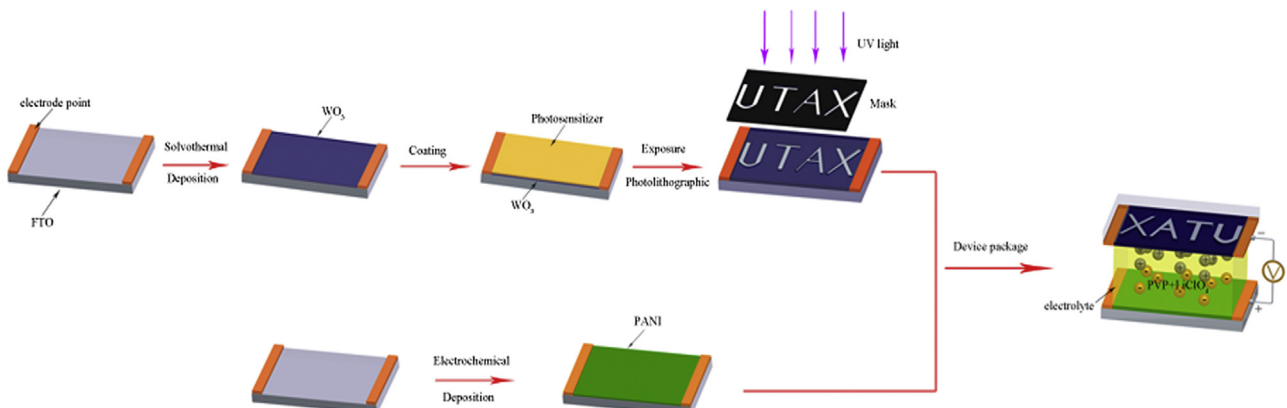 UV light
electrode point
WO₃
Photosensitizer
UTAX
Mask
Solvothermal
Deposition
Coating
Exposure
Photolithographic
UTAX
FTO
WO₃
XATU
−
Device package
V
PVP+LiClO₄
electrolyte
+
PANI
Electrochemical
Deposition